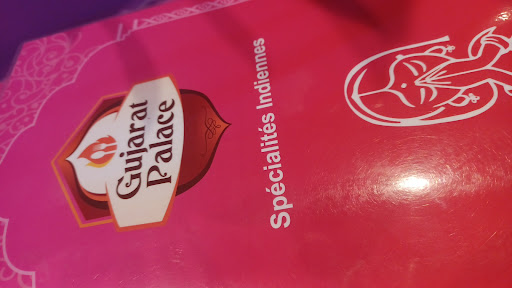 Gujarat
Palace
Spécialités Indiennes